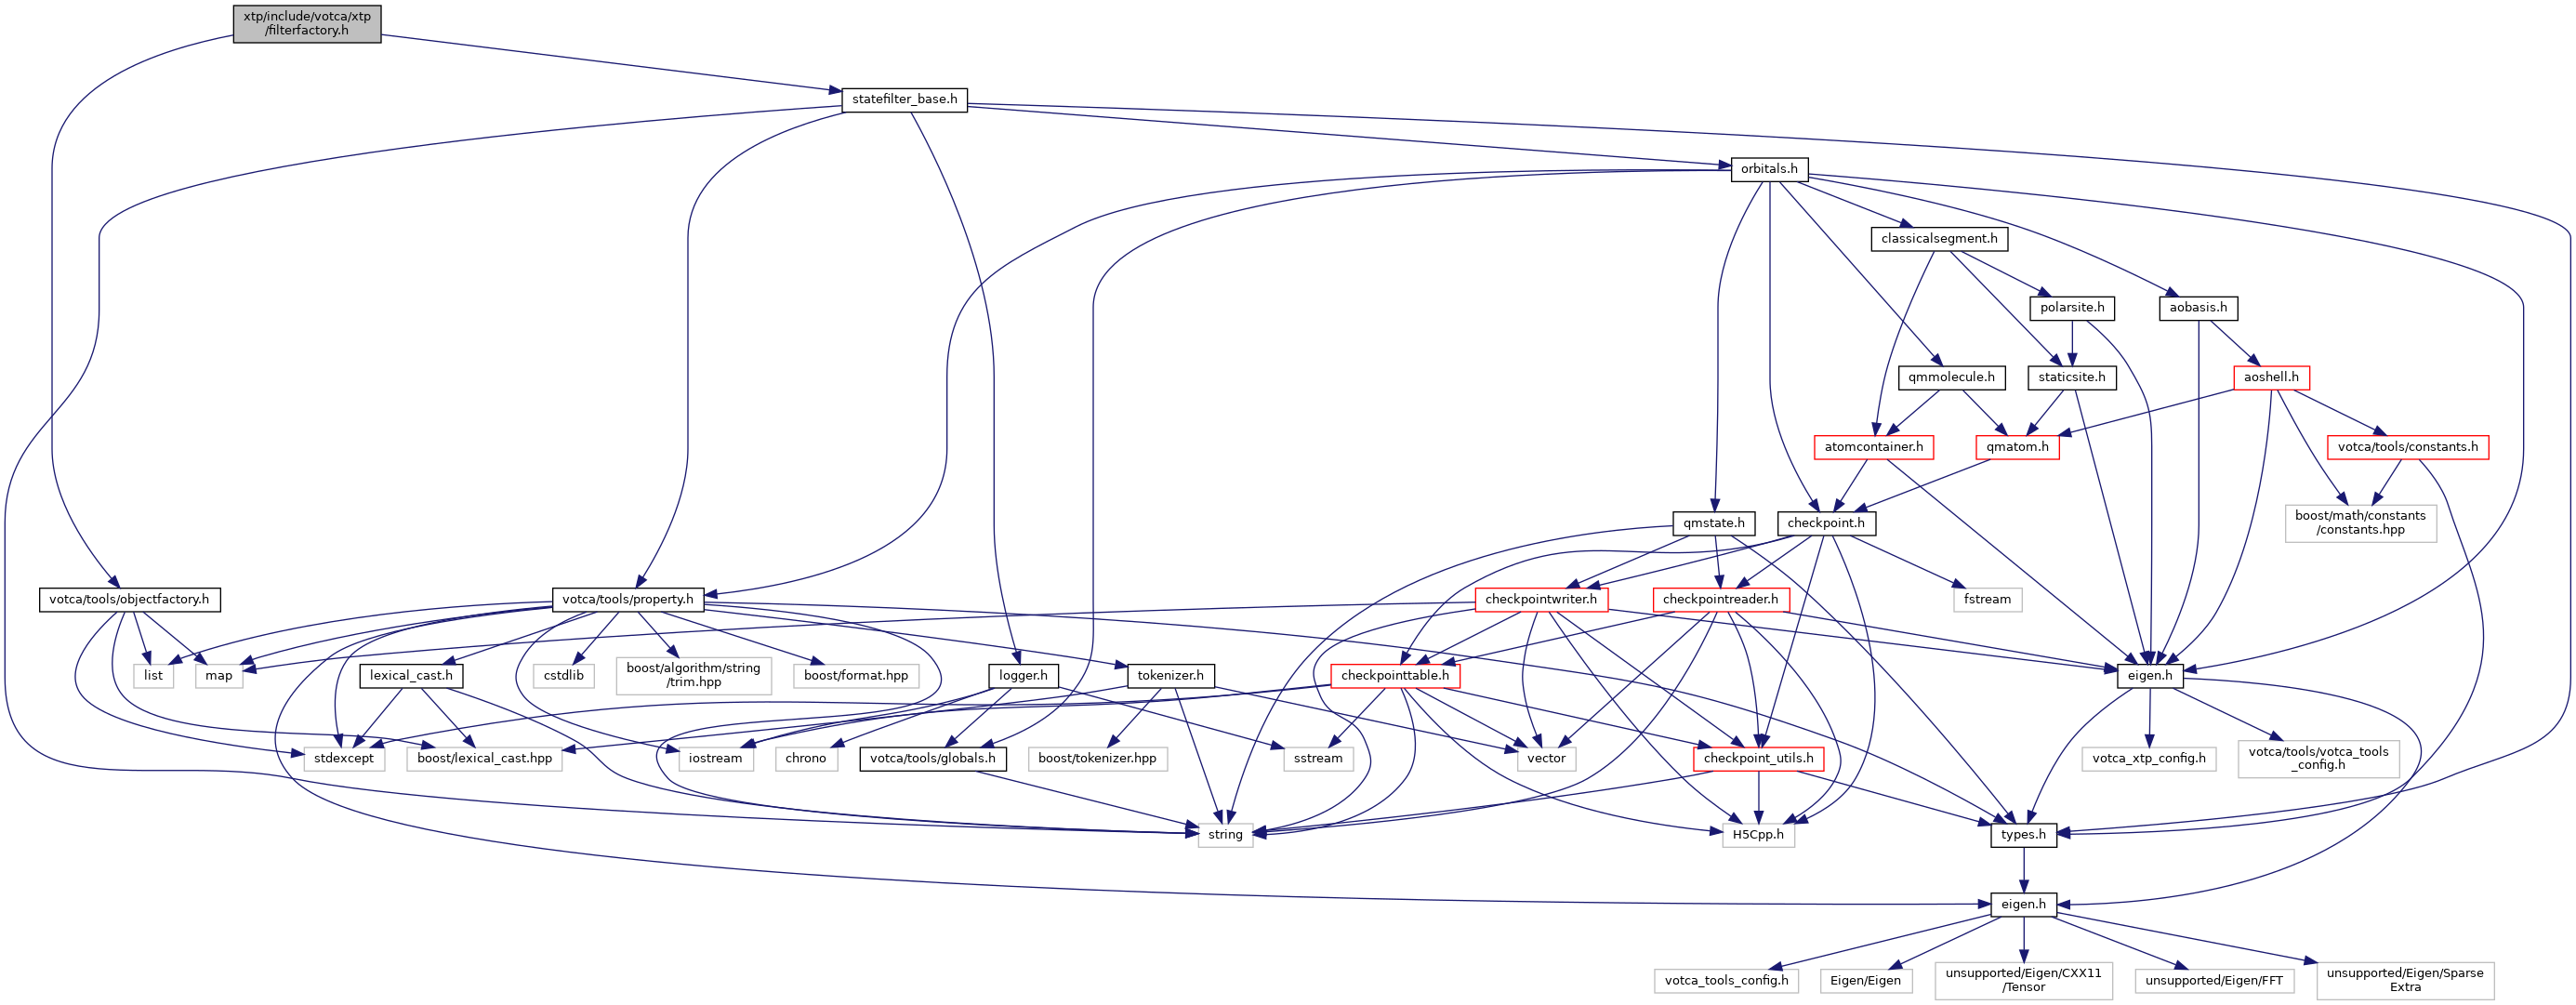 xtp/include/votca/xtp
/filterfactory.h
statefilter_base.h
orbitals.h
classicalsegment.h
polarsite.h
aobasis.h
qmmolecule.h
staticsite.h
aoshell.h
atomcontainer.h
qmatom.h
votca/tools/constants.h
qmstate.h
checkpoint.h
boost/math/constants
/constants.hpp
votca/tools/objectfactory.h
votca/tools/property.h
checkpointwriter.h
checkpointreader.h
fstream
list
map
lexical_cast.h
cstdlib
boost/algorithm/string
/trim.hpp
boost/format.hpp
logger.h
tokenizer.h
checkpointtable.h
eigen.h
stdexcept
boost/lexical_cast.hpp
iostream
chrono
votca/tools/globals.h
boost/tokenizer.hpp
sstream
vector
checkpoint_utils.h
votca_xtp_config.h
votca/tools/votca_tools
_config.h
string
H5Cpp.h
types.h
eigen.h
votca_tools_config.h
Eigen/Eigen
unsupported/Eigen/CXX11
/Tensor
unsupported/Eigen/FFT
unsupported/Eigen/Sparse
Extra